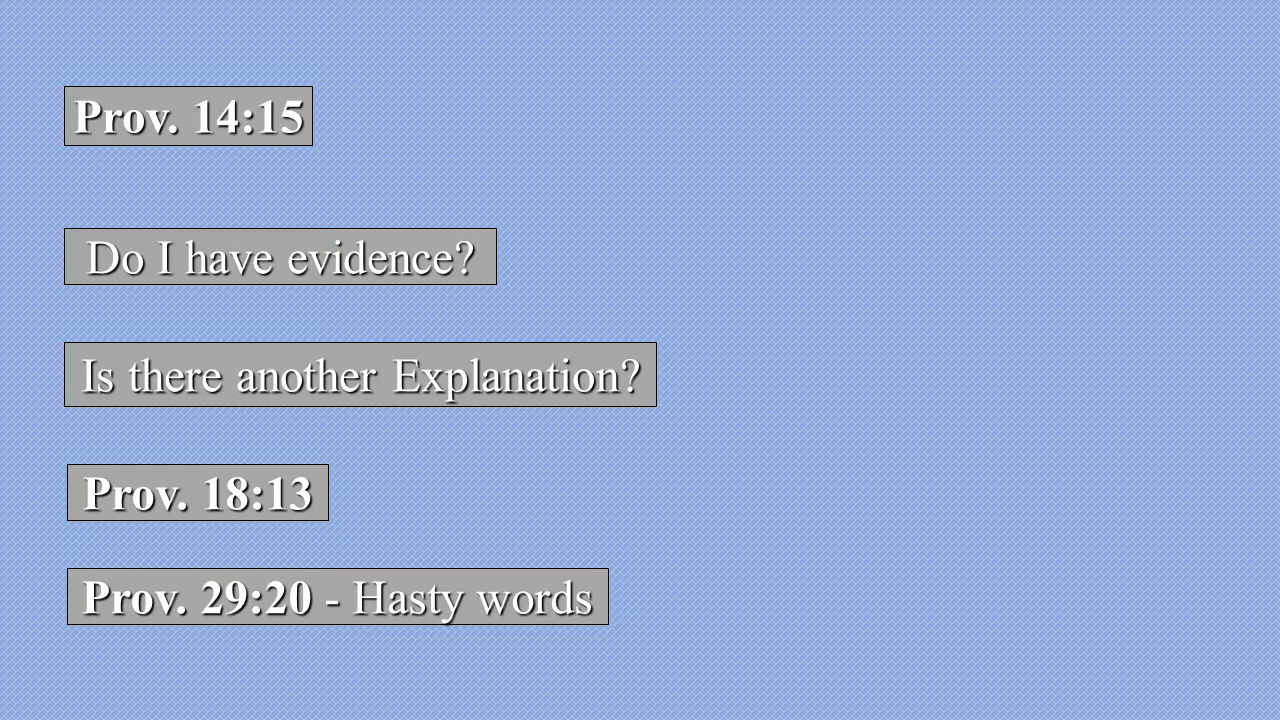 Prov. 14:15
Do I have evidence?
Is there another Explanation?
Prov. 18:13
Prov. 29:20 - Hasty words